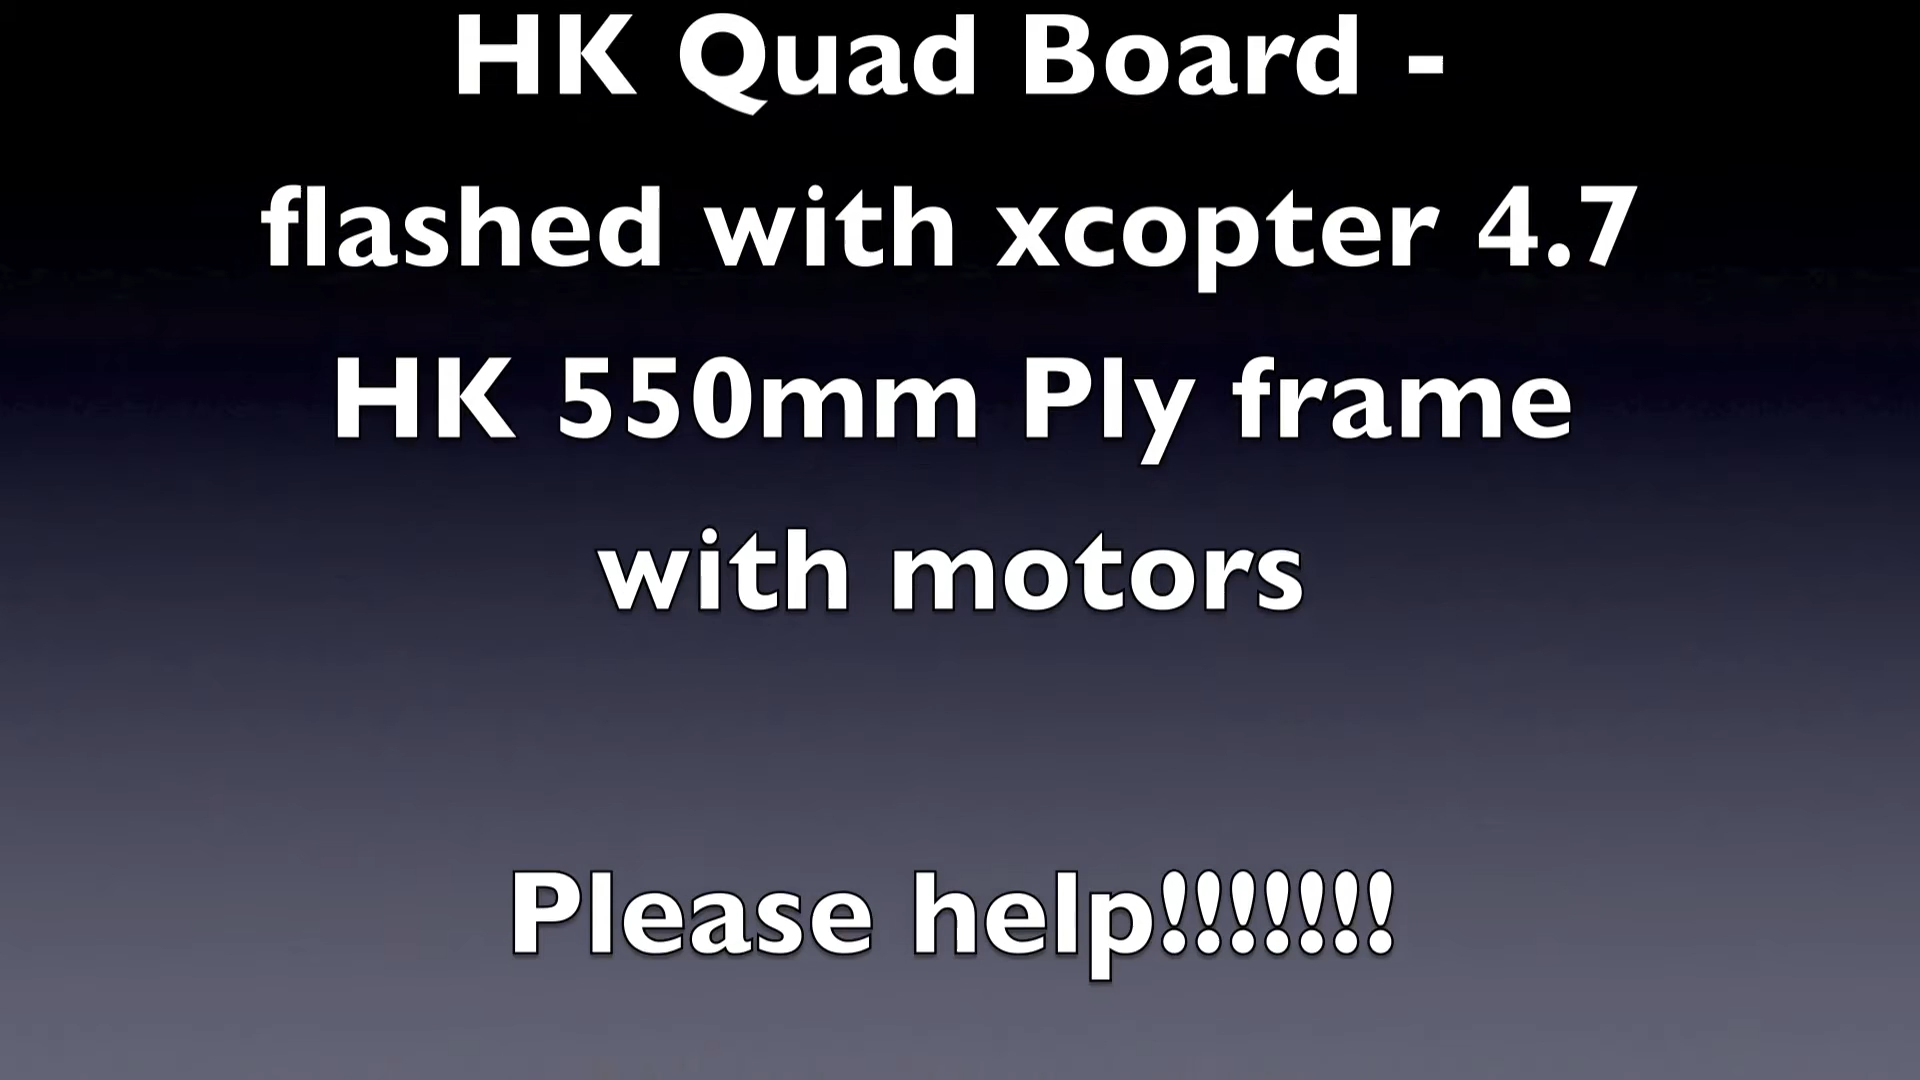 HK Quad Board -
flashed with xcopter 4.7
HK 550mm Ply frame
with motors
Please help!!!!!!!